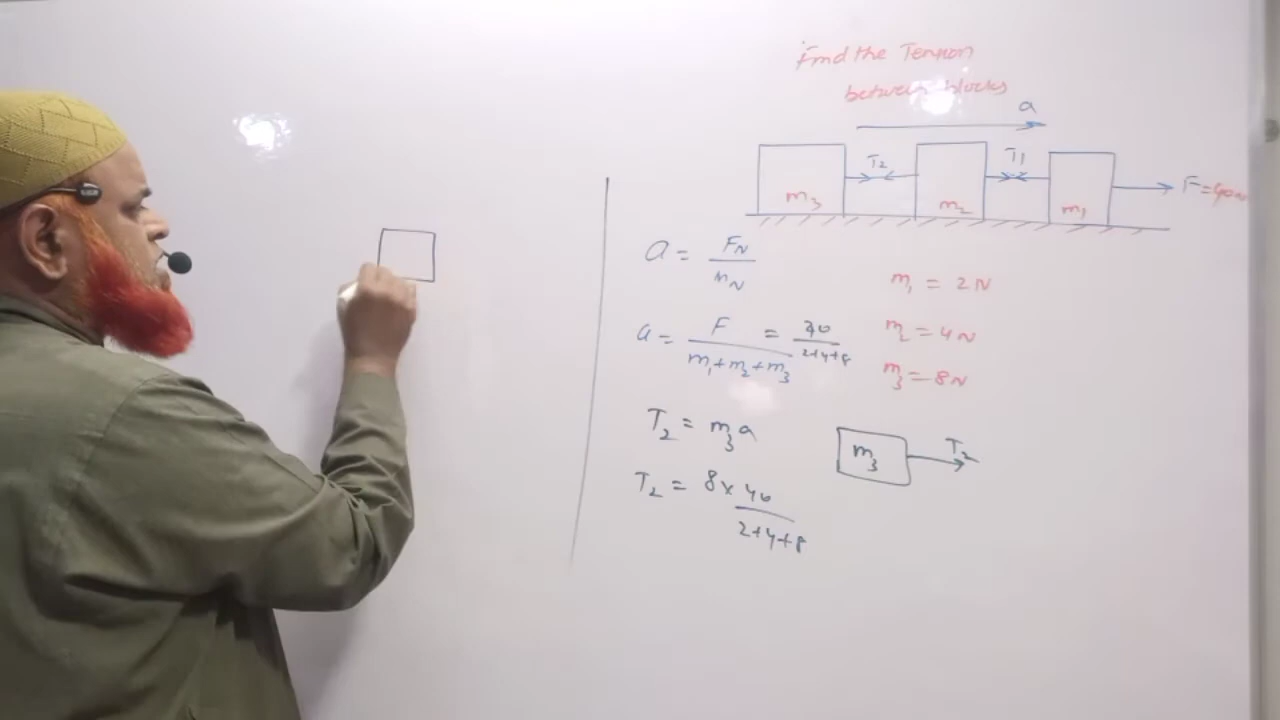 Find the Tension
between blocks
a
T2 T1
m3 m2 m1 F=40N
a = FN / mN
m1 = 2N
a = F / m1+m2+m3 = 40 / 2+4+8
m2 = 4N
m3 = 8N
T2 = m3a
m3 T2
T2 = 8 x 40 / 2+4+8